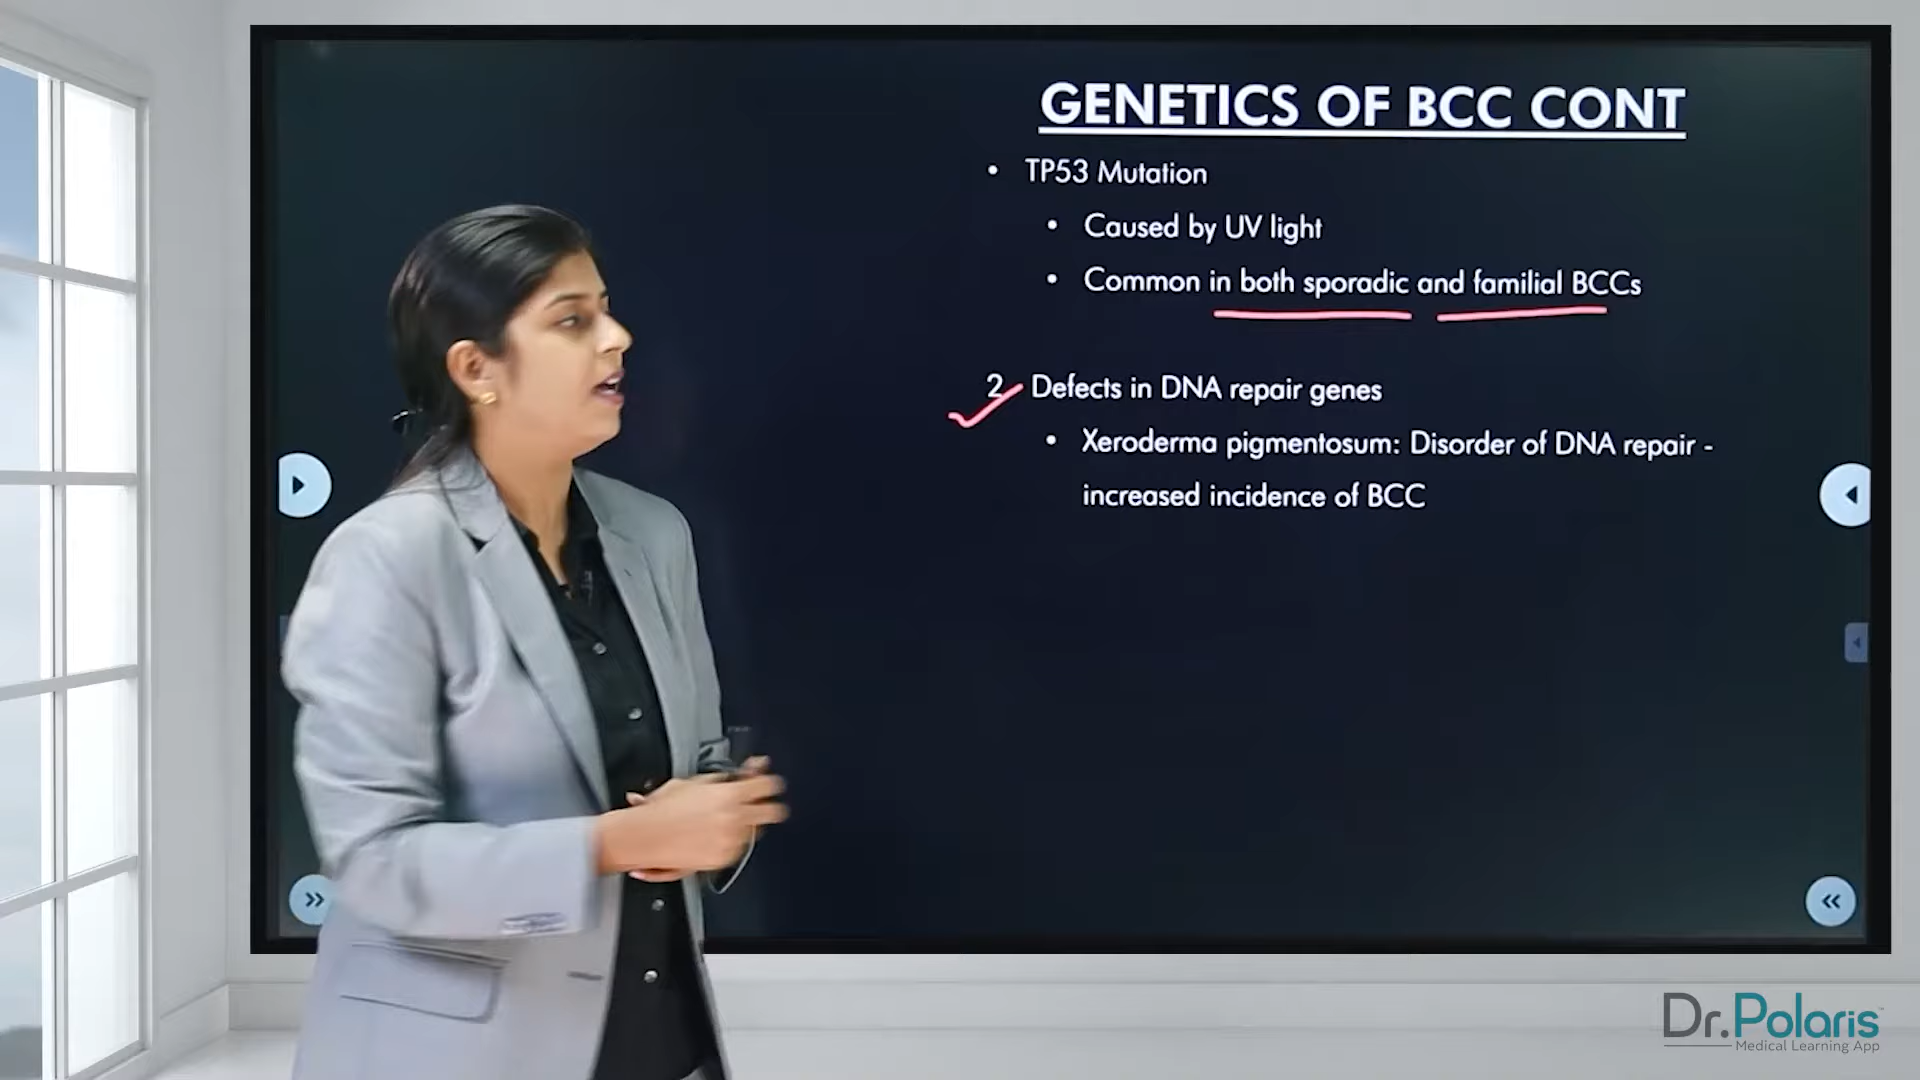 GENETICS OF BCC CONT
• TP53 Mutation
• Caused by UV light
• Common in both sporadic and familial BCCs
2. Defects in DNA repair genes
• Xeroderma pigmentosum: Disorder of DNA repair -
increased incidence of BCC
Dr.Polaris
Medical Learning App